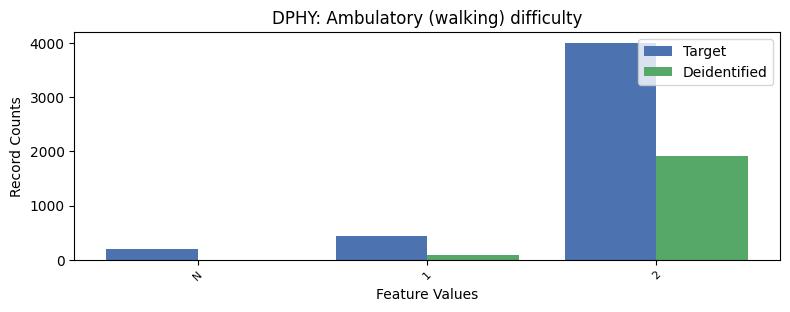 DPHY: Ambulatory (walking) difficulty
Target
Deidentified
Record Counts
4000
3000
2000
1000
0
N
1
2
Feature Values